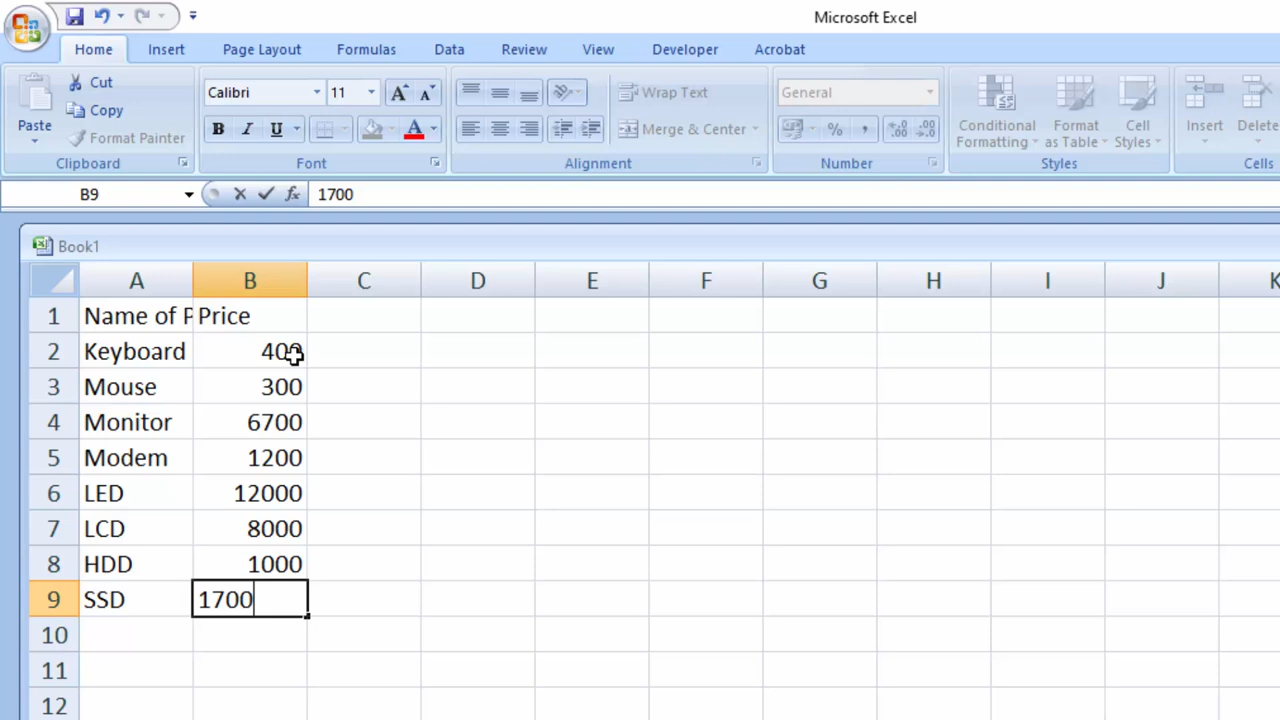 Microsoft Excel
Home Insert Page Layout Formulas Data Review View Developer Acrobat
Paste
Cut
Copy
Format Painter
Clipboard
Calibri 11 A A
B I U A
Font
Wrap Text
Merge & Center
Alignment
General
% , .00
Number
Conditional Formatting
Format as Table
Cell Styles
Styles
Insert Delete
Cells
B9 fx 1700
Book1
A B C D E F G H I J K
1 Name of P Price
2 Keyboard 400
3 Mouse 300
4 Monitor 6700
5 Modem 1200
6 LED 12000
7 LCD 8000
8 HDD 1000
9 SSD 1700
10
11
12